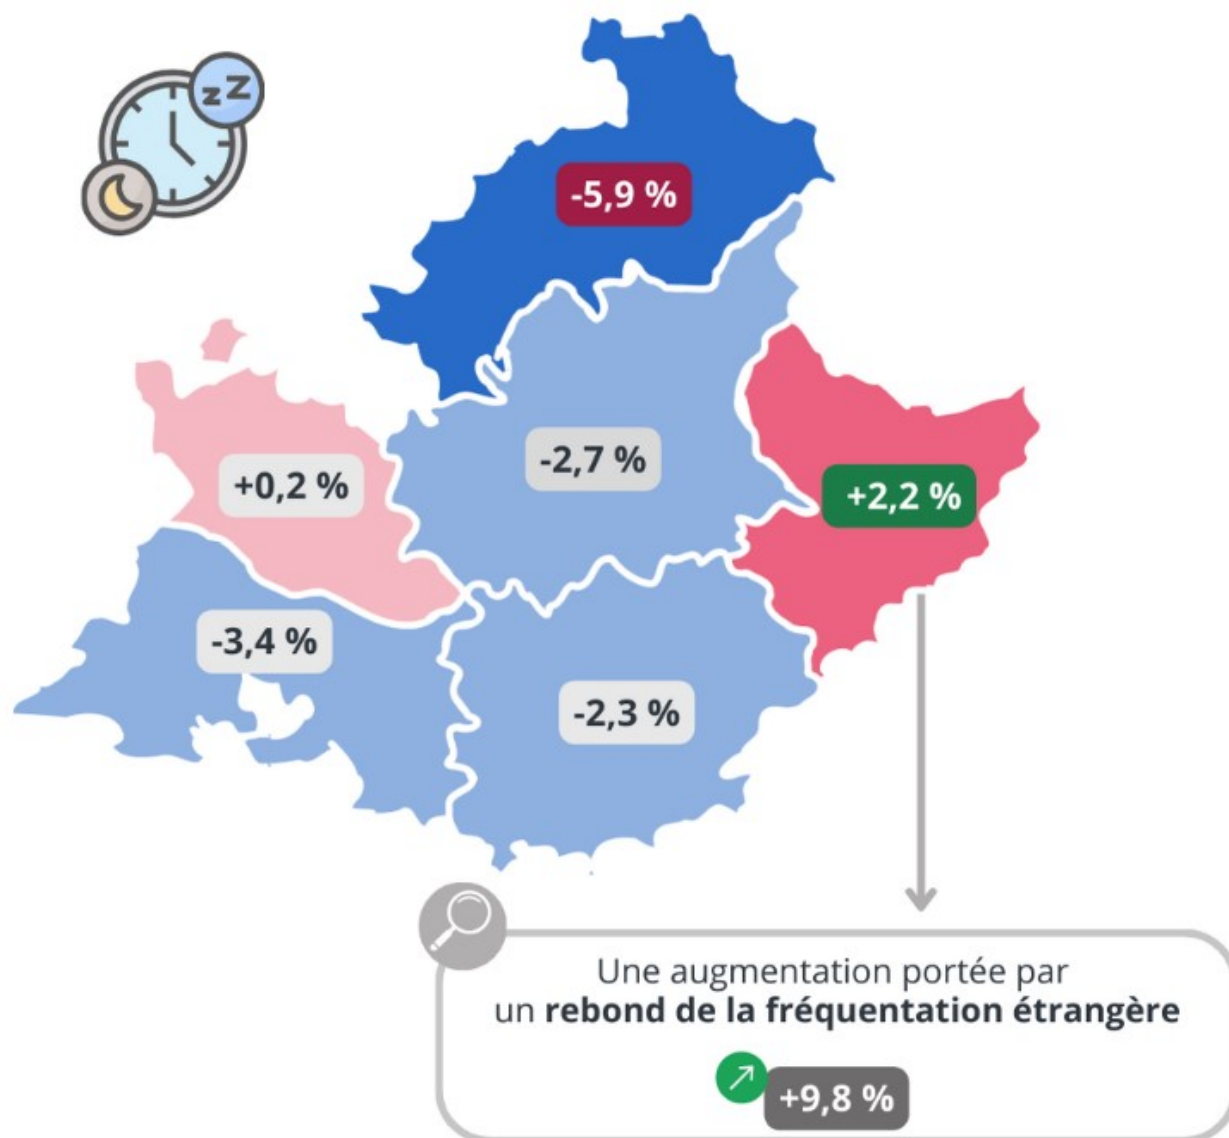 zZ
-5,9 %
-2,7 %
+0,2 %
+2,2 %
-3,4 %
-2,3 %
Une augmentation portée par
un rebond de la fréquentation étrangère
+9,8 %